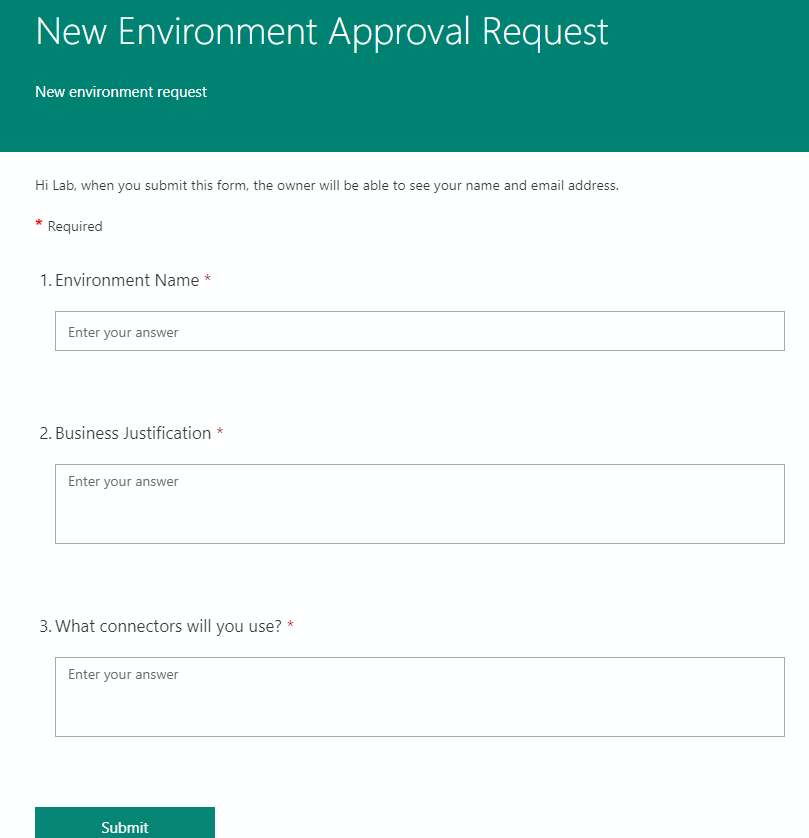 New Environment Approval Request
New environment request
Hi Lab, when you submit this form, the owner will be able to see your name and email address.
* Required
1. Environment Name *
Enter your answer
2. Business Justification *
Enter your answer
3. What connectors will you use? *
Enter your answer
Submit